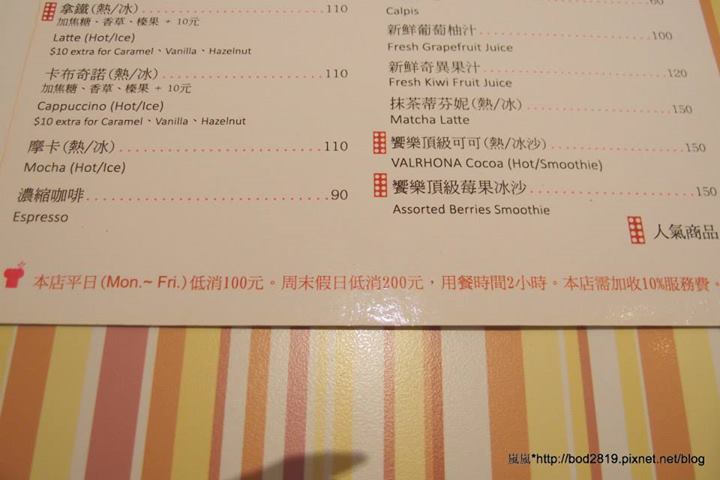 拿鐵(熱/冰) 110
加焦糖、香草、榛果 + 10元
Latte (Hot/Ice)
$10 extra for Caramel、Vanilla、Hazelnut
卡布奇諾(熱/冰) 110
加焦糖、香草、榛果 + 10元
Cappuccino (Hot/Ice)
$10 extra for Caramel、Vanilla、Hazelnut
摩卡(熱/冰) 110
Mocha (Hot/Ice)
濃縮咖啡 90
Espresso
60
Calpis
新鮮葡萄柚汁 100
Fresh Grapefruit Juice
新鮮奇異果汁 120
Fresh Kiwi Fruit Juice
抹茶蒂芬妮(熱/冰) 150
Matcha Latte
饗樂頂級可可(熱/冰沙) 150
VALRHONA Cocoa (Hot/Smoothie)
饗樂頂級莓果冰沙 150
Assorted Berries Smoothie
人氣商品
本店平日(Mon.~ Fri.)低消100元。周末假日低消200元，用餐時間2小時。本店需加收10%服務費。
嵐嵐*http://bod2819.pixnet.net/blog